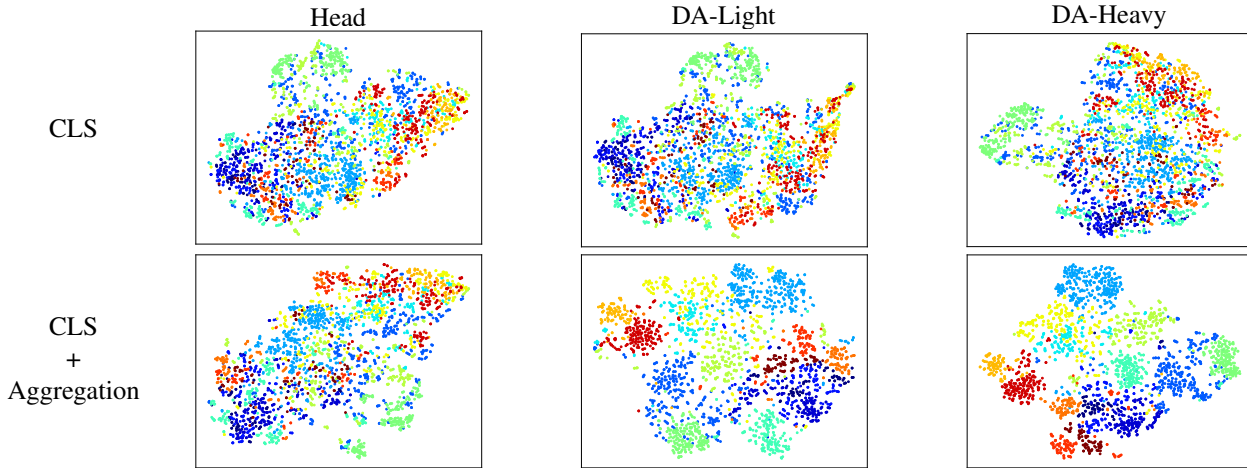 Head
DA-Light
DA-Heavy
CLS
CLS
+
Aggregation